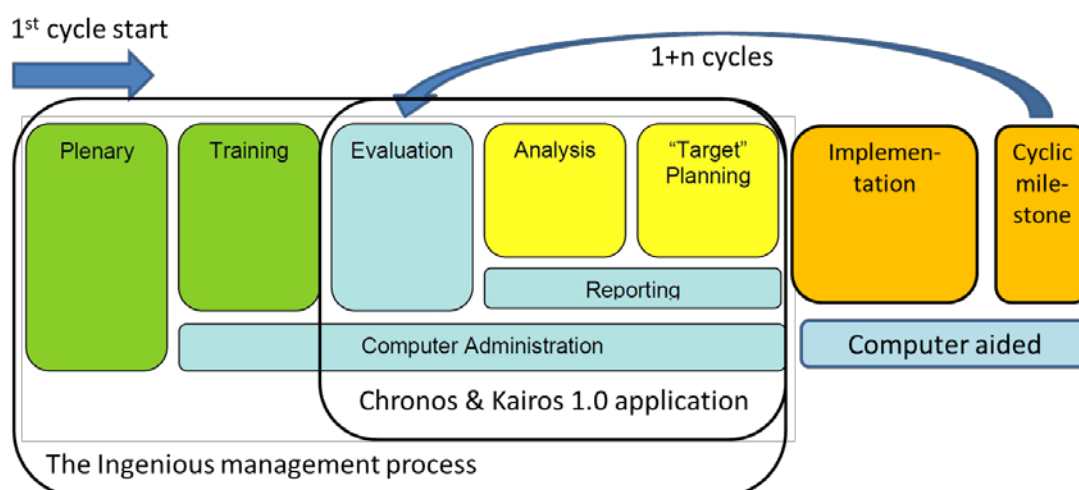 1st cycle start
1+n cycles
Plenary
Training
Evaluation
Analysis
“Target”
Planning
Implemen-
tation
Cyclic
mile-
stone
Reporting
Computer Administration
Computer aided
Chronos & Kairos 1.0 application
The Ingenious management process